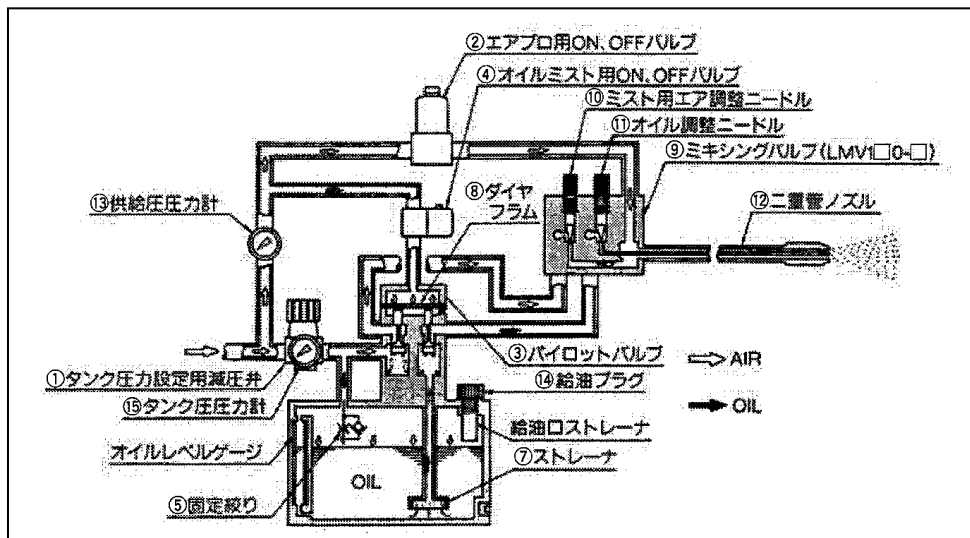 ②エアブロ用ON、OFFバルブ
④オイルミスト用ON、OFFバルブ
⑩ミスト用エア調整ニードル
⑪オイル調整ニードル
⑨ミキシングバルブ(LMV1□0-□)
⑧ダイヤ
フラム
⑬供給圧圧力計
⑫二重管ノズル
③パイロットバルブ
AIR
①タンク圧力設定用減圧弁
⑭給油プラグ
OIL
⑮タンク圧圧力計
給油口ストレーナ
オイルレベルゲージ
⑦ストレーナ
OIL
⑤固定絞り